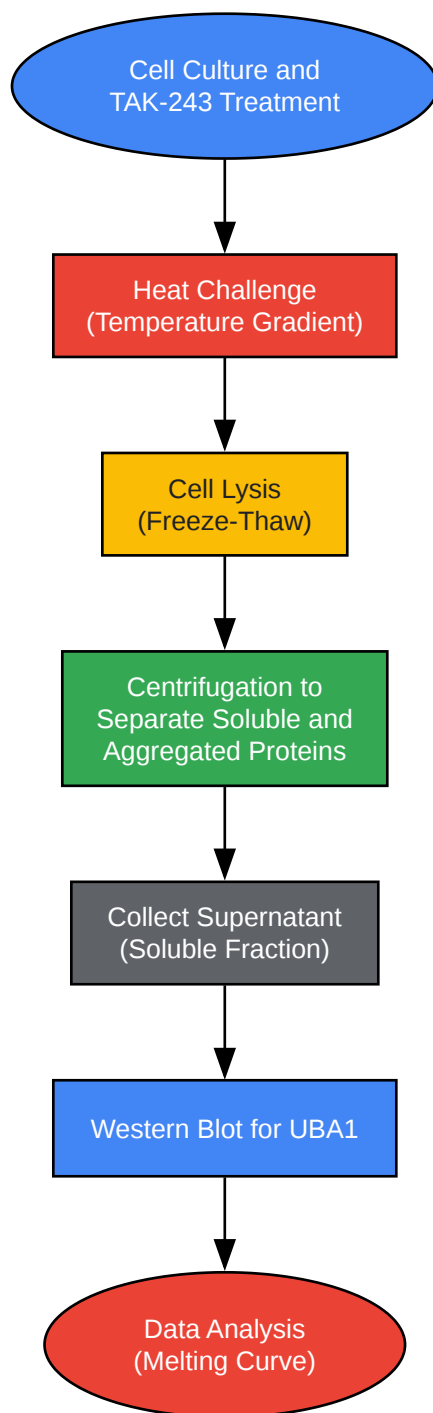 Cell Culture and
TAK-243 Treatment
Heat Challenge
(Temperature Gradient)
Cell Lysis
(Freeze-Thaw)
Centrifugation to
Separate Soluble and
Aggregated Proteins
Collect Supernatant
(Soluble Fraction)
Western Blot for UBA1
Data Analysis
(Melting Curve)